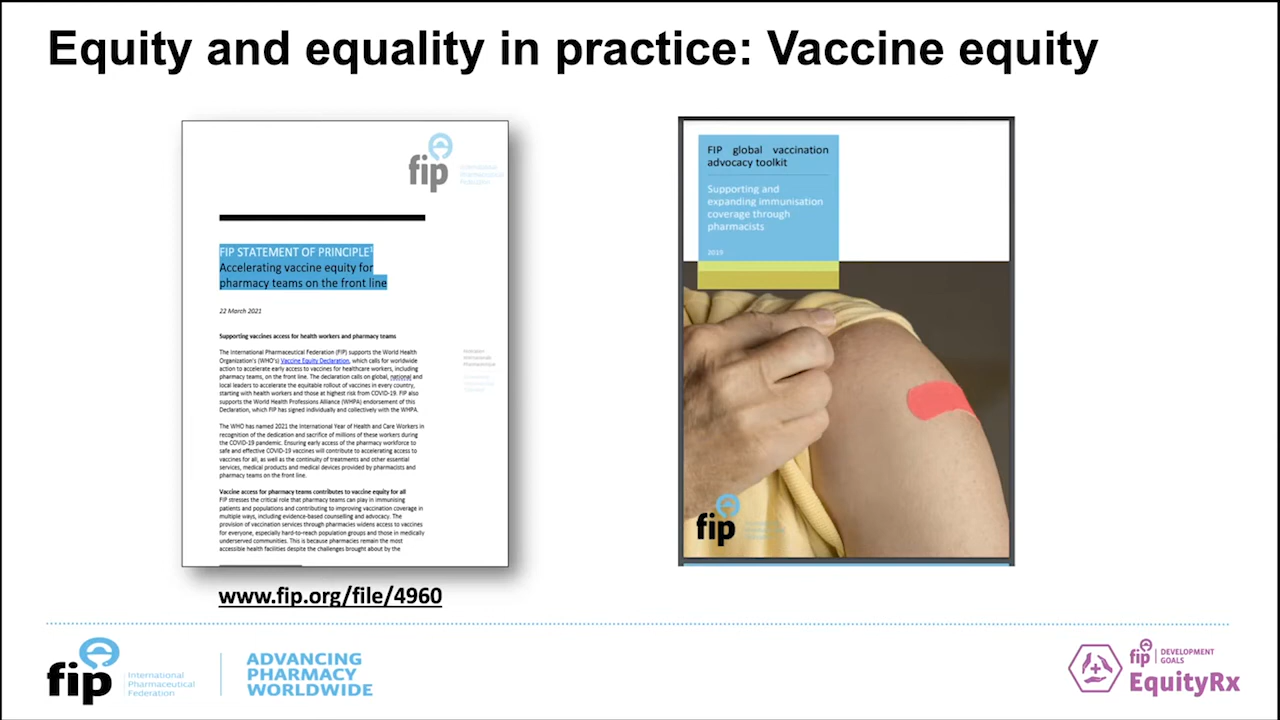 Equity and equality in practice: Vaccine equity
fip
International
Pharmaceutical
Federation
FIP STATEMENT OF PRINCIPLE¹
Accelerating vaccine equity for
pharmacy teams on the front line
22 March 2021
Supporting vaccines access for health workers and pharmacy teams
The International Pharmaceutical Federation (FIP) supports the World Health
Organization's (WHO's) Vaccine Equity Declaration, which calls for worldwide
action to accelerate early access to vaccines for healthcare workers, including
pharmacy teams, on the front line. The declaration calls on global, national and
local leaders to accelerate the equitable rollout of vaccines in every country,
starting with health workers and those at highest risk from COVID-19. FIP also
supports the World Health Professions Alliance (WHPA) endorsement of this
Declaration, which FIP has signed individually and collectively with the WHPA.
The WHO has named 2021 the International Year of Health and Care Workers in
recognition of the dedication and sacrifice of millions of these workers during
the COVID-19 pandemic. Ensuring early access of the pharmacy workforce to
safe and effective COVID-19 vaccines will contribute to accelerating access to
vaccines for all, as well as the continuity of treatments and other essential
services, medical products and medical devices provided by pharmacists and
pharmacy teams on the front line.
Vaccine access for pharmacy teams contributes to vaccine equity for all
FIP stresses the critical role that pharmacy teams can play in immunising
patients and populations and contributing to improving vaccination coverage in
multiple ways, including evidence-based counselling and advocacy. The
provision of vaccination services through pharmacies widens access to vaccines
for everyone, especially hard-to-reach population groups and those in medically
underserved communities. This is because pharmacies remain the most
accessible health facilities despite the challenges brought about by the
www.fip.org/file/4960
FIP global vaccination
advocacy toolkit
Supporting and
expanding immunisation
coverage through
pharmacists
2019
fip
fip
International
Pharmaceutical
Federation
ADVANCING
PHARMACY
WORLDWIDE
fip DEVELOPMENT
GOALS
EquityRx